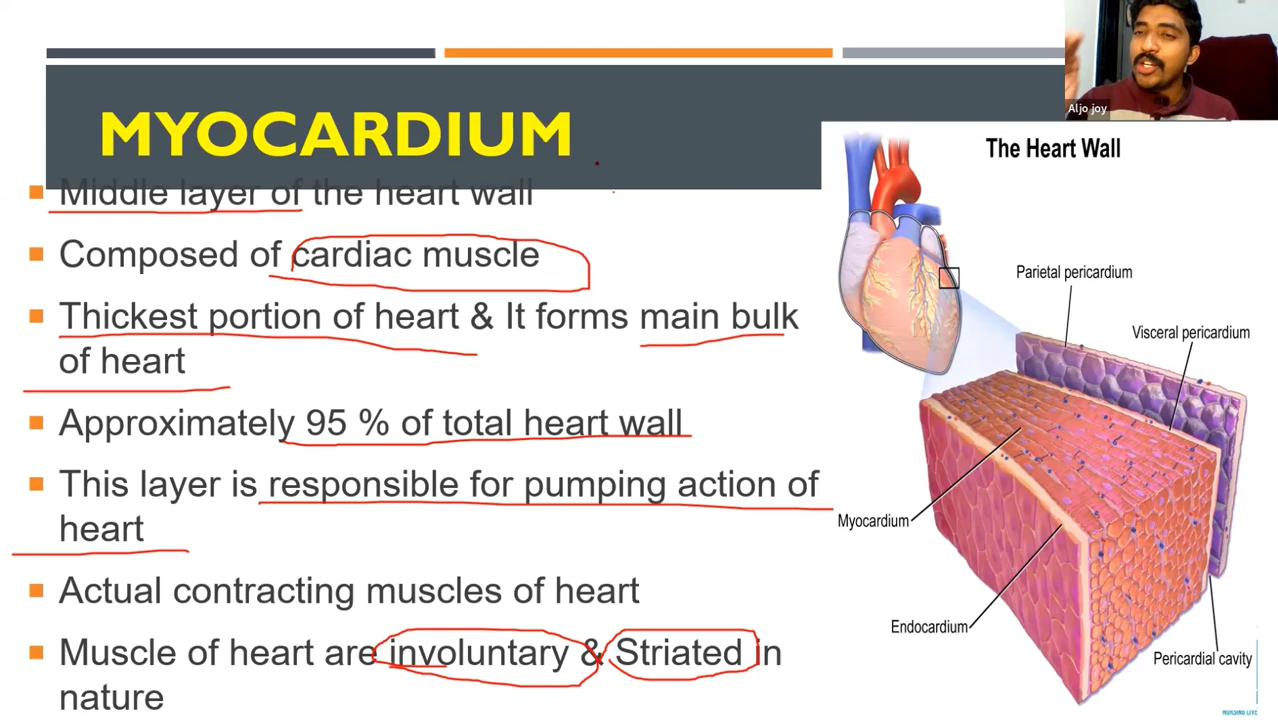 MYOCARDIUM
Middle layer of the heart wall
Composed of cardiac muscle
Thickest portion of heart & It forms main bulk
of heart
Approximately 95 % of total heart wall
This layer is responsible for pumping action of
heart
Actual contracting muscles of heart
Muscle of heart are involuntary & Striated in
nature
Aljo joy
The Heart Wall
Parietal pericardium
Visceral pericardium
Myocardium
Endocardium
Pericardial cavity
NURSING LIVE